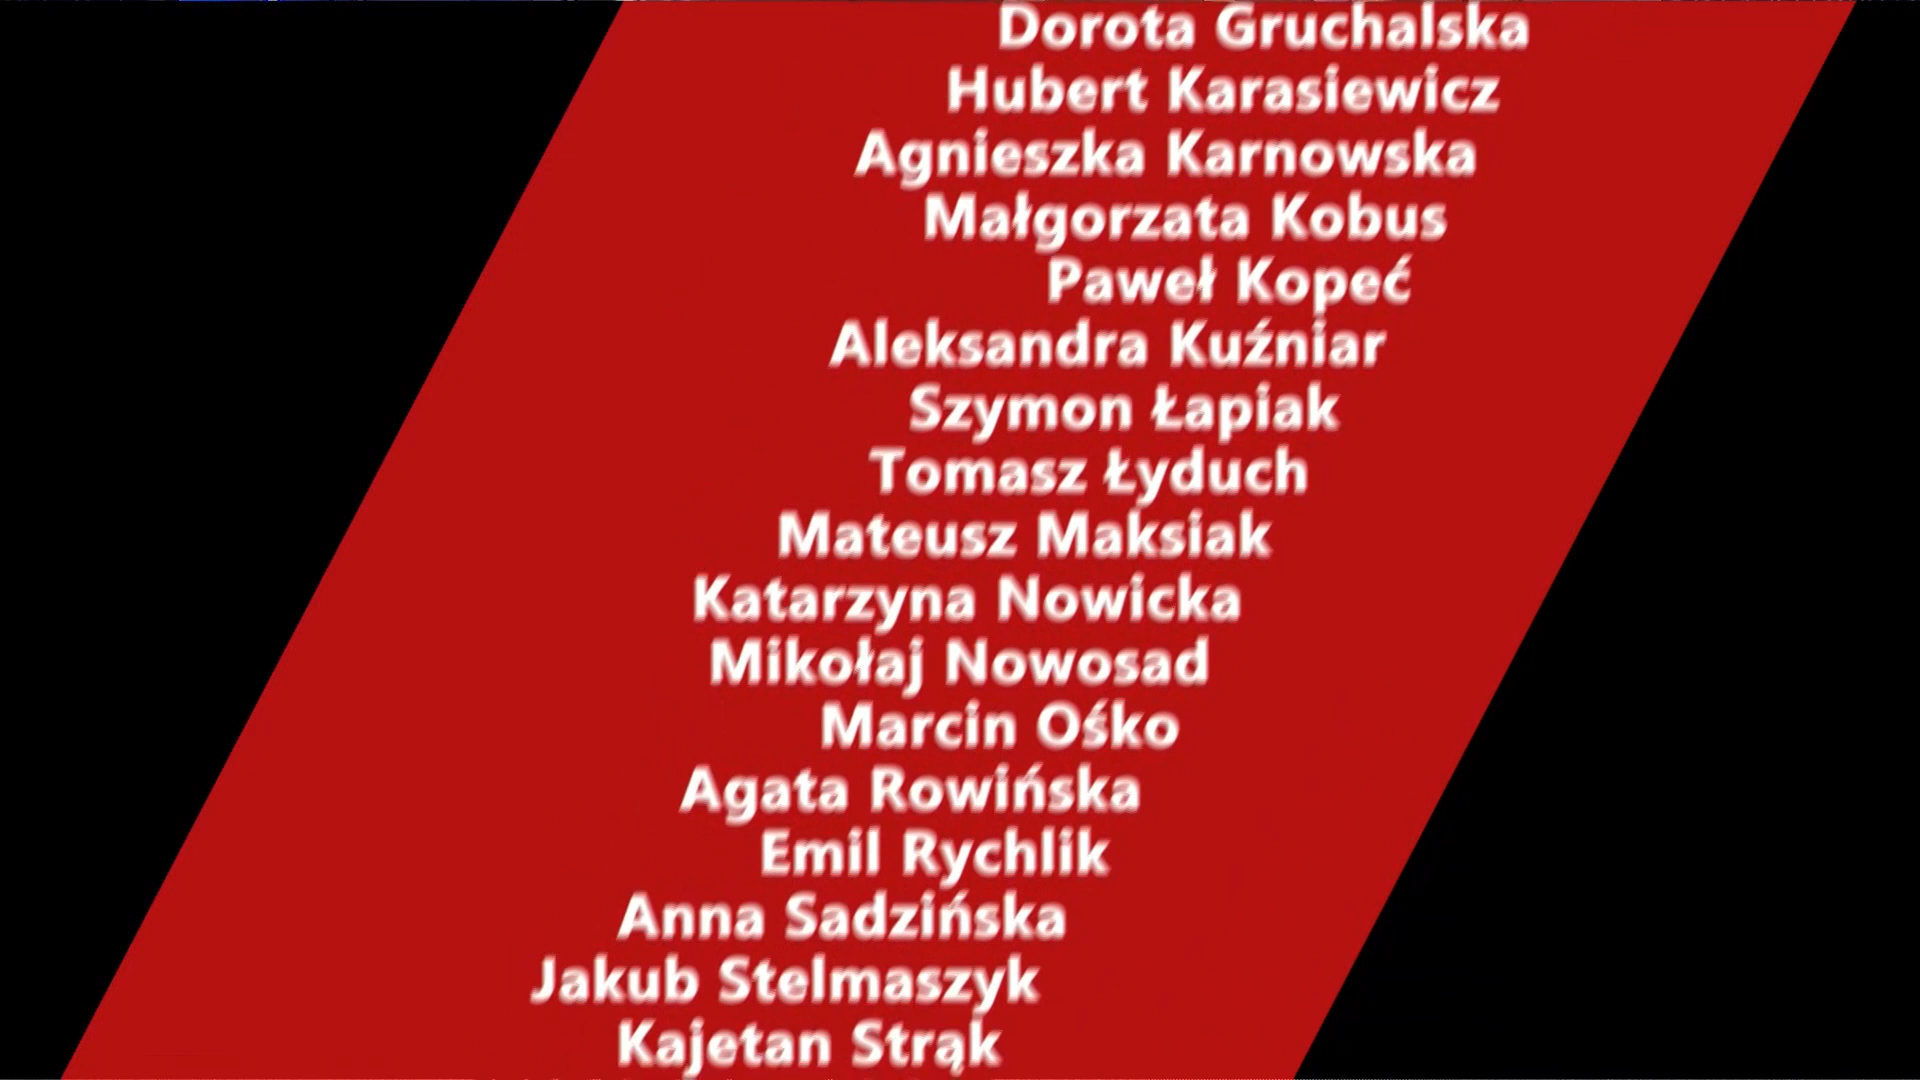 Dorota Gruchalska
Hubert Karasiewicz
Agnieszka Karnowska
Małgorzata Kobus
Paweł Kopeć
Aleksandra Kuźniar
Szymon Łapiak
Tomasz Łyduch
Mateusz Maksiak
Katarzyna Nowicka
Mikołaj Nowosad
Marcin Ośko
Agata Rowińska
Emil Rychlik
Anna Sadzińska
Jakub Stelmaszyk
Kajetan Strąk